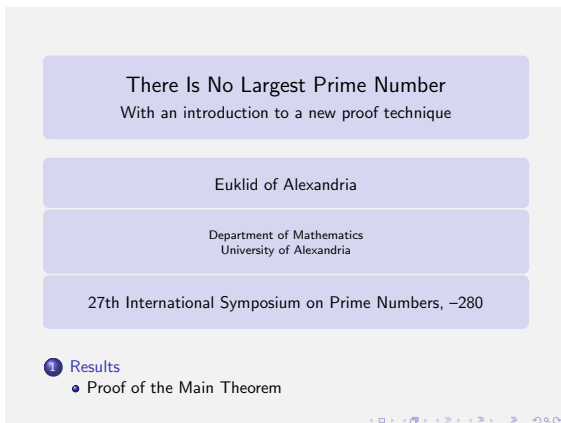 There Is No Largest Prime Number
With an introduction to a new proof technique
Euklid of Alexandria
Department of Mathematics
University of Alexandria
27th International Symposium on Prime Numbers, –280
1 Results
Proof of the Main Theorem